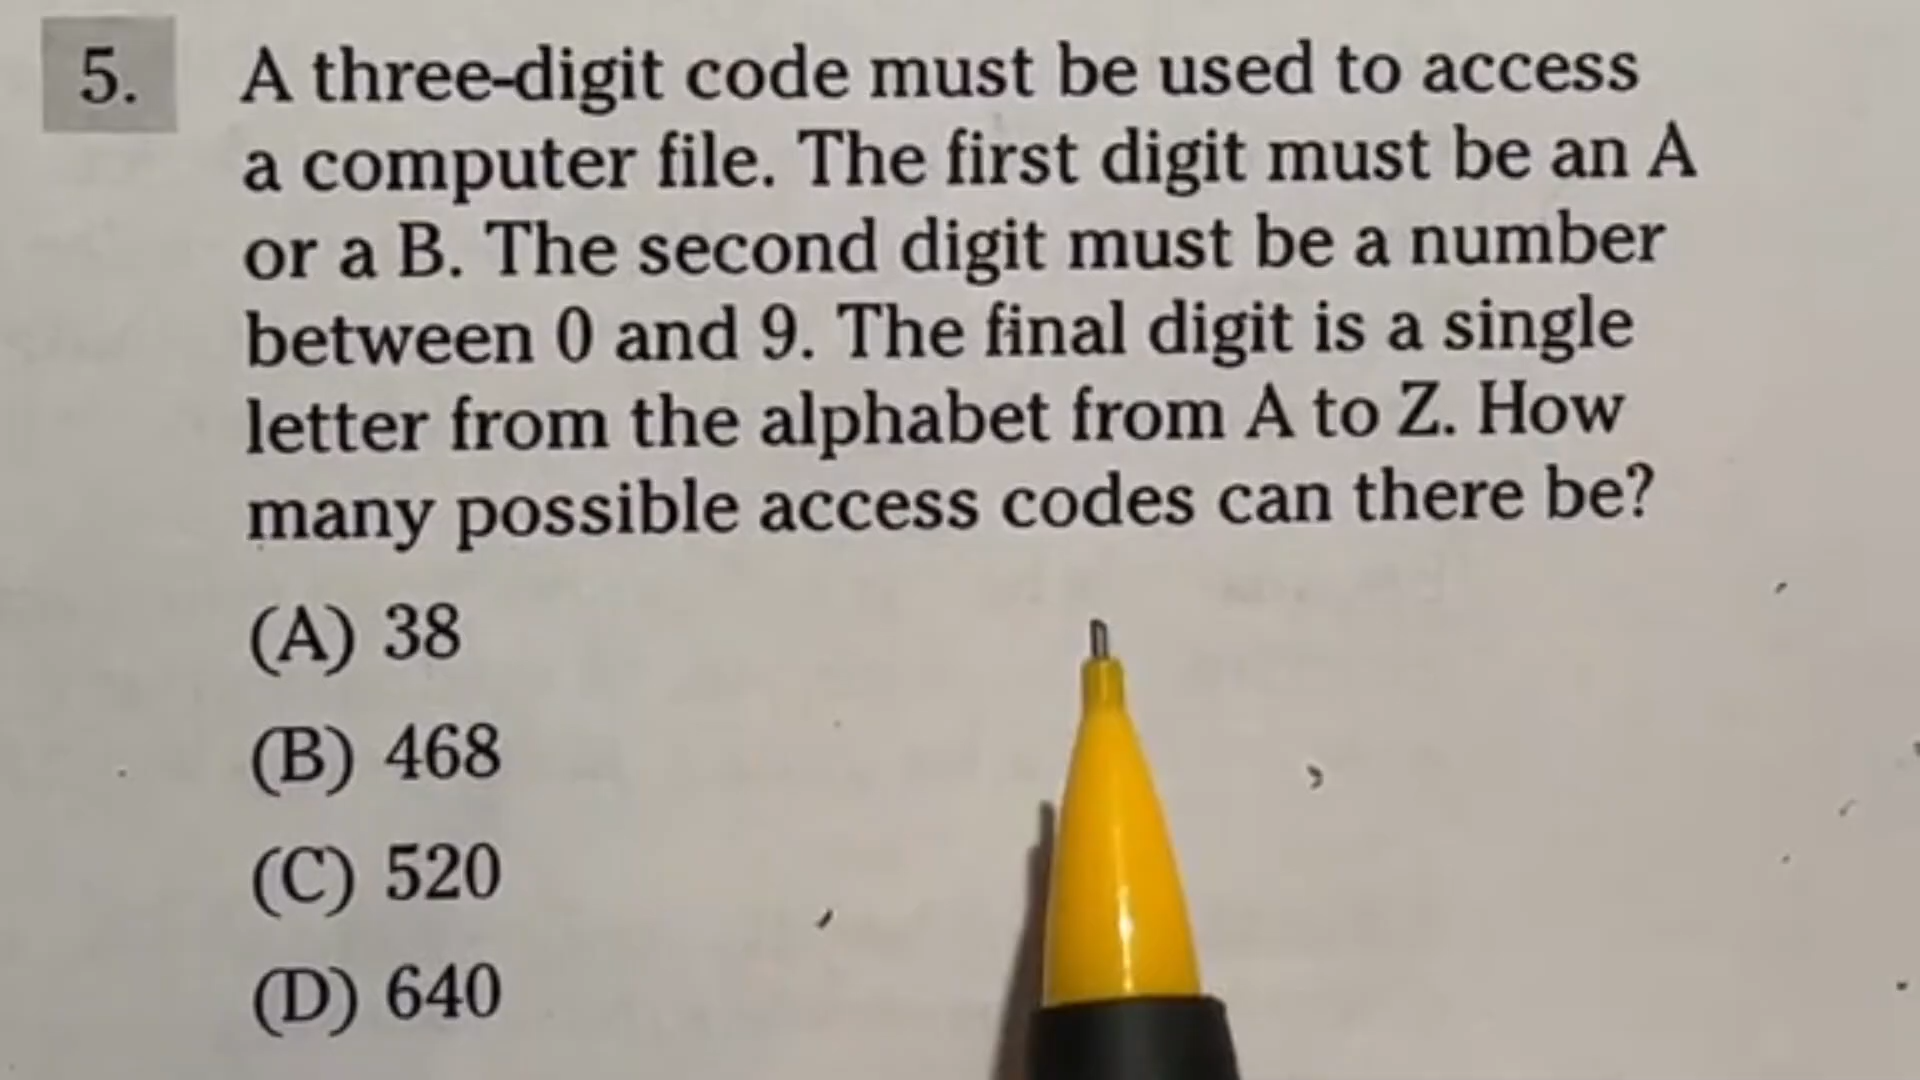 5. A three-digit code must be used to access
a computer file. The first digit must be an A
or a B. The second digit must be a number
between 0 and 9. The final digit is a single
letter from the alphabet from A to Z. How
many possible access codes can there be?
(A) 38
(B) 468
(C) 520
(D) 640